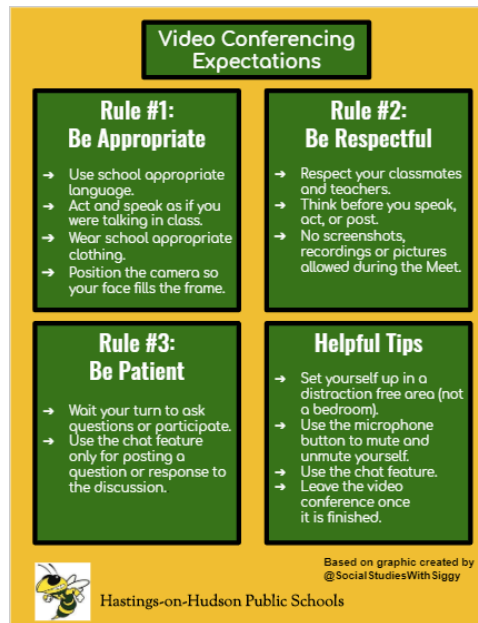 Video Conferencing
Expectations
Rule #1:
Be Appropriate
➔ Use school appropriate
language.
➔ Act and speak as if you
were talking in class.
➔ Wear school appropriate
clothing.
➔ Position the camera so
your face fills the frame.
Rule #2:
Be Respectful
➔ Respect your classmates
and teachers.
➔ Think before you speak,
act, or post.
➔ No screenshots,
recordings or pictures
allowed during the Meet.
Rule #3:
Be Patient
➔ Wait your turn to ask
questions or participate.
➔ Use the chat feature
only for posting a
question or response to
the discussion.
Helpful Tips
➔ Set yourself up in a
distraction free area (not
a bedroom).
➔ Use the microphone
button to mute and
unmute yourself.
➔ Use the chat feature.
➔ Leave the video
conference once
it is finished.
Based on graphic created by
@SocialStudiesWithSiggy
Hastings-on-Hudson Public Schools